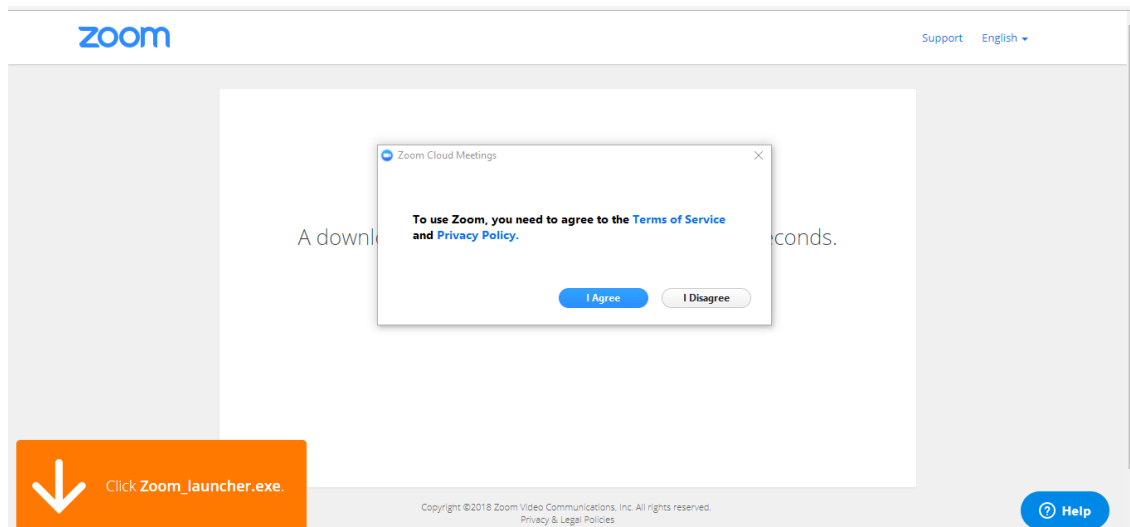 zoom
Support English
Zoom Cloud Meetings
To use Zoom, you need to agree to the Terms of Service
and Privacy Policy.
A downl
econds.
I Agree I Disagree
Click Zoom_launcher.exe.
Copyright ©2018 Zoom Video Communications, Inc. All rights reserved.
Privacy & Legal Policies
Help